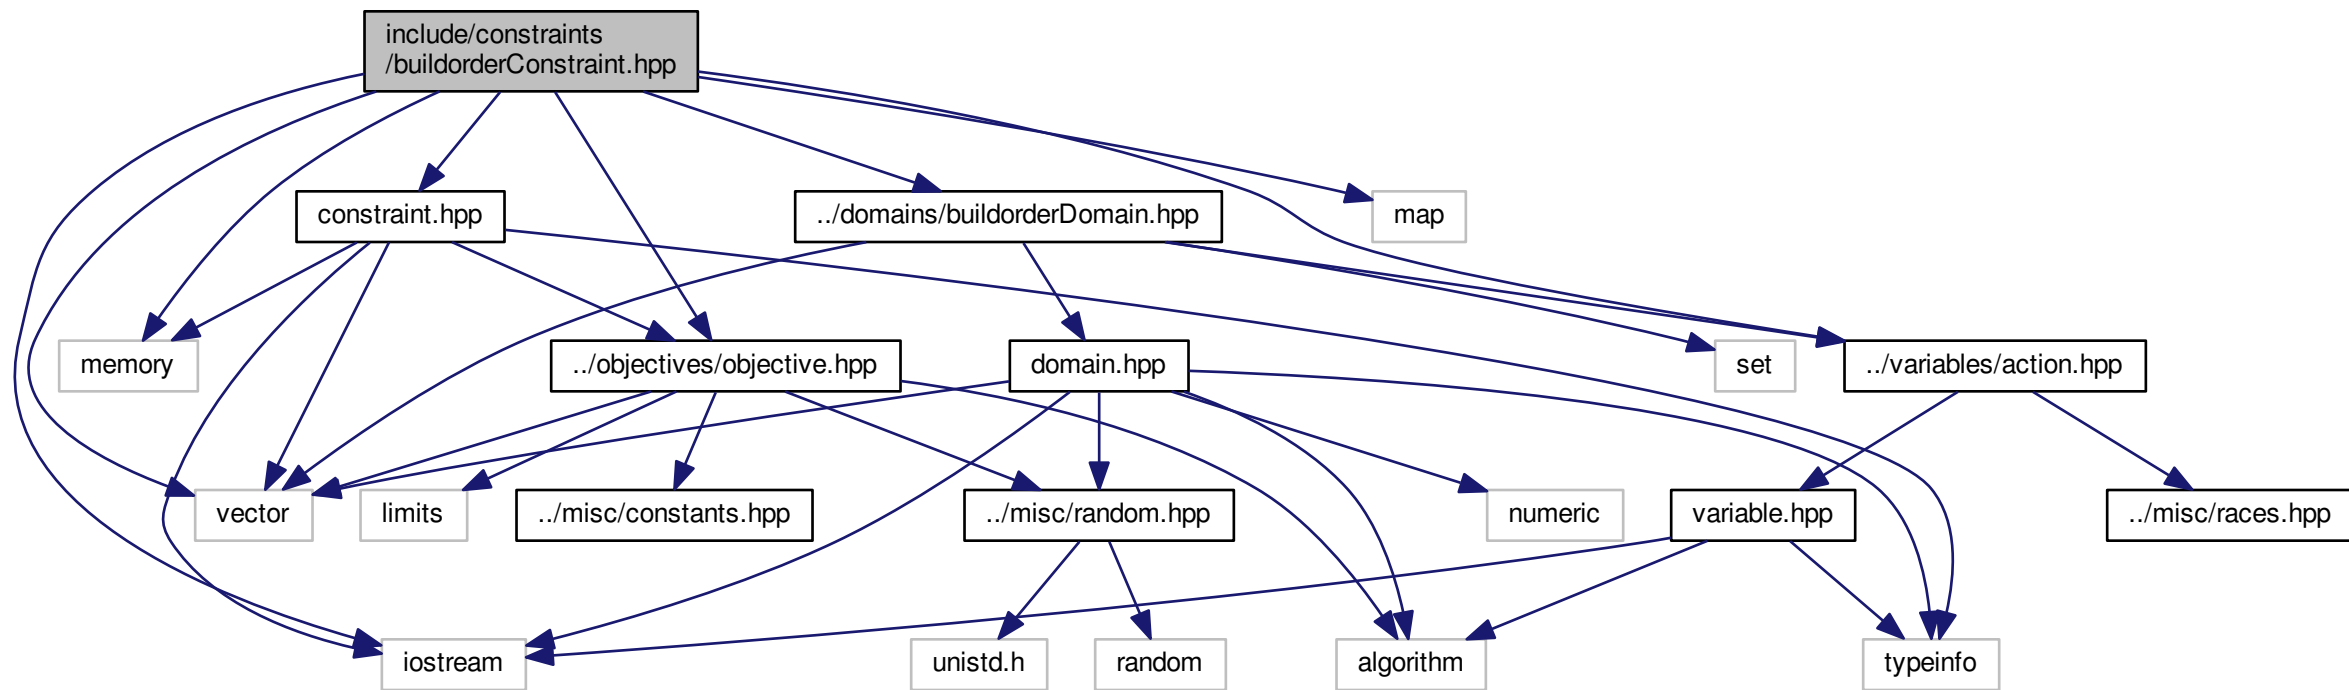 include/constraints
/buildorderConstraint.hpp
constraint.hpp
../domains/buildorderDomain.hpp
map
memory
../objectives/objective.hpp
domain.hpp
set
../variables/action.hpp
vector
limits
../misc/constants.hpp
../misc/random.hpp
numeric
variable.hpp
../misc/races.hpp
iostream
unistd.h
random
algorithm
typeinfo